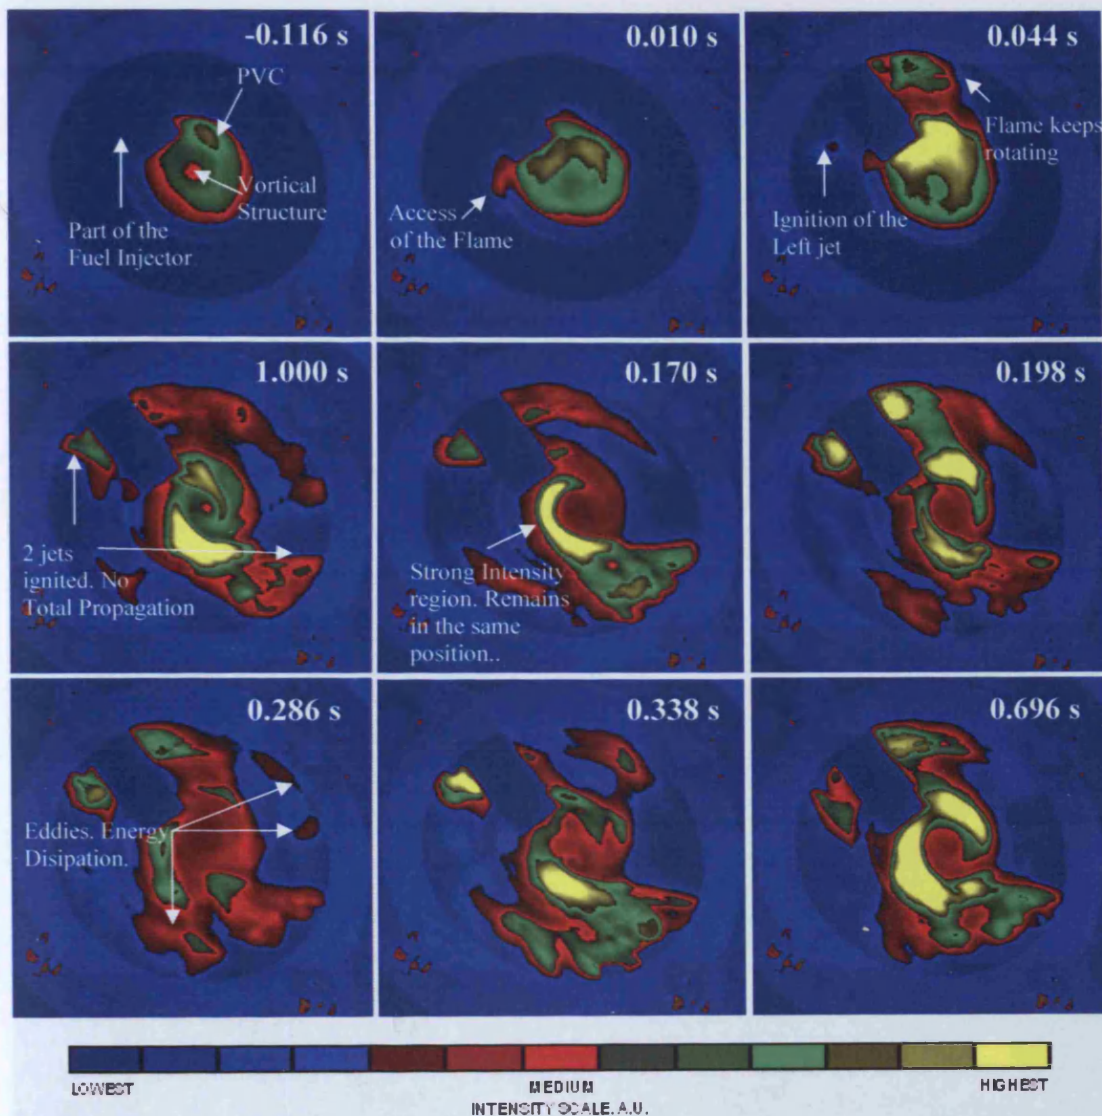 -0.116 s
PVC
Vortical
Structure
Part of the
Fuel Injector
0.010 s
Access
of the Flame
0.044 s
Flame keeps
rotating
Ignition of the
Left jet
1.000 s
2 jets
ignited. No
Total Propagation
0.170 s
Strong Intensity
region. Remains
in the same
position..
0.198 s
0.286 s
Eddies. Energy
Disipation.
0.338 s
0.696 s
LOWEST
MEDIUM
HIGHEST
INTENSITY SCALE. A.U.